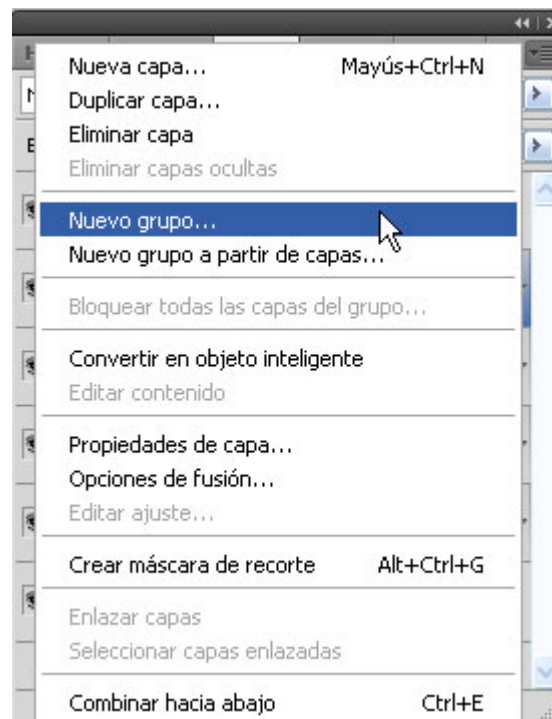 Nueva capa... Mayús+Ctrl+N
Duplicar capa...
Eliminar capa
Eliminar capas ocultas
Nuevo grupo...
Nuevo grupo a partir de capas...
Bloquear todas las capas del grupo...
Convertir en objeto inteligente
Editar contenido
Propiedades de capa...
Opciones de fusión...
Editar ajuste...
Crear máscara de recorte Alt+Ctrl+G
Enlazar capas
Seleccionar capas enlazadas
Combinar hacia abajo Ctrl+E